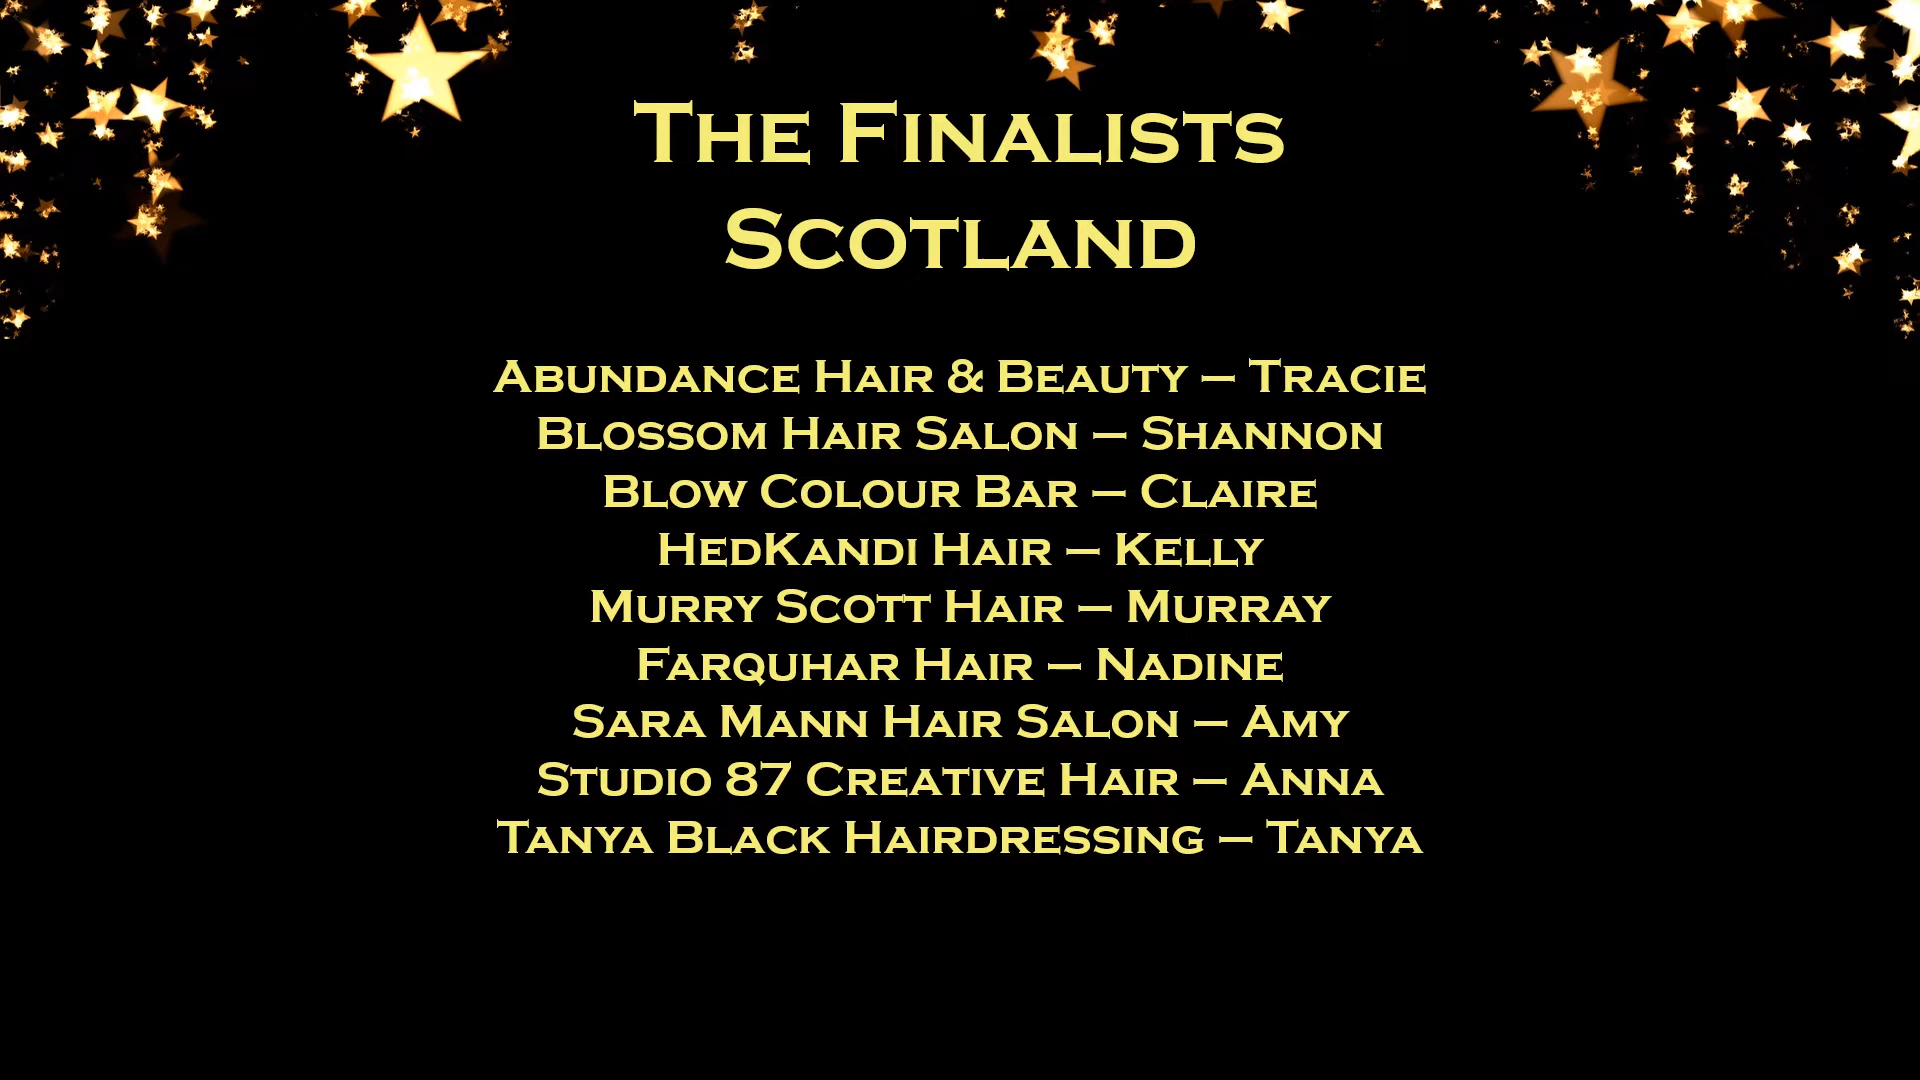 The Finalists
Scotland
Abundance Hair & Beauty – Tracie
Blossom Hair Salon – Shannon
Blow Colour Bar – Claire
HedKandi Hair – Kelly
Murry Scott Hair – Murray
Farquhar Hair – Nadine
Sara Mann Hair Salon – Amy
Studio 87 Creative Hair – Anna
Tanya Black Hairdressing – Tanya